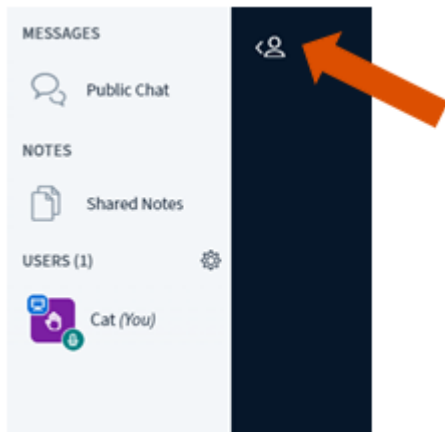 MESSAGES
Public Chat
NOTES
Shared Notes
USERS (1)
Cat (You)